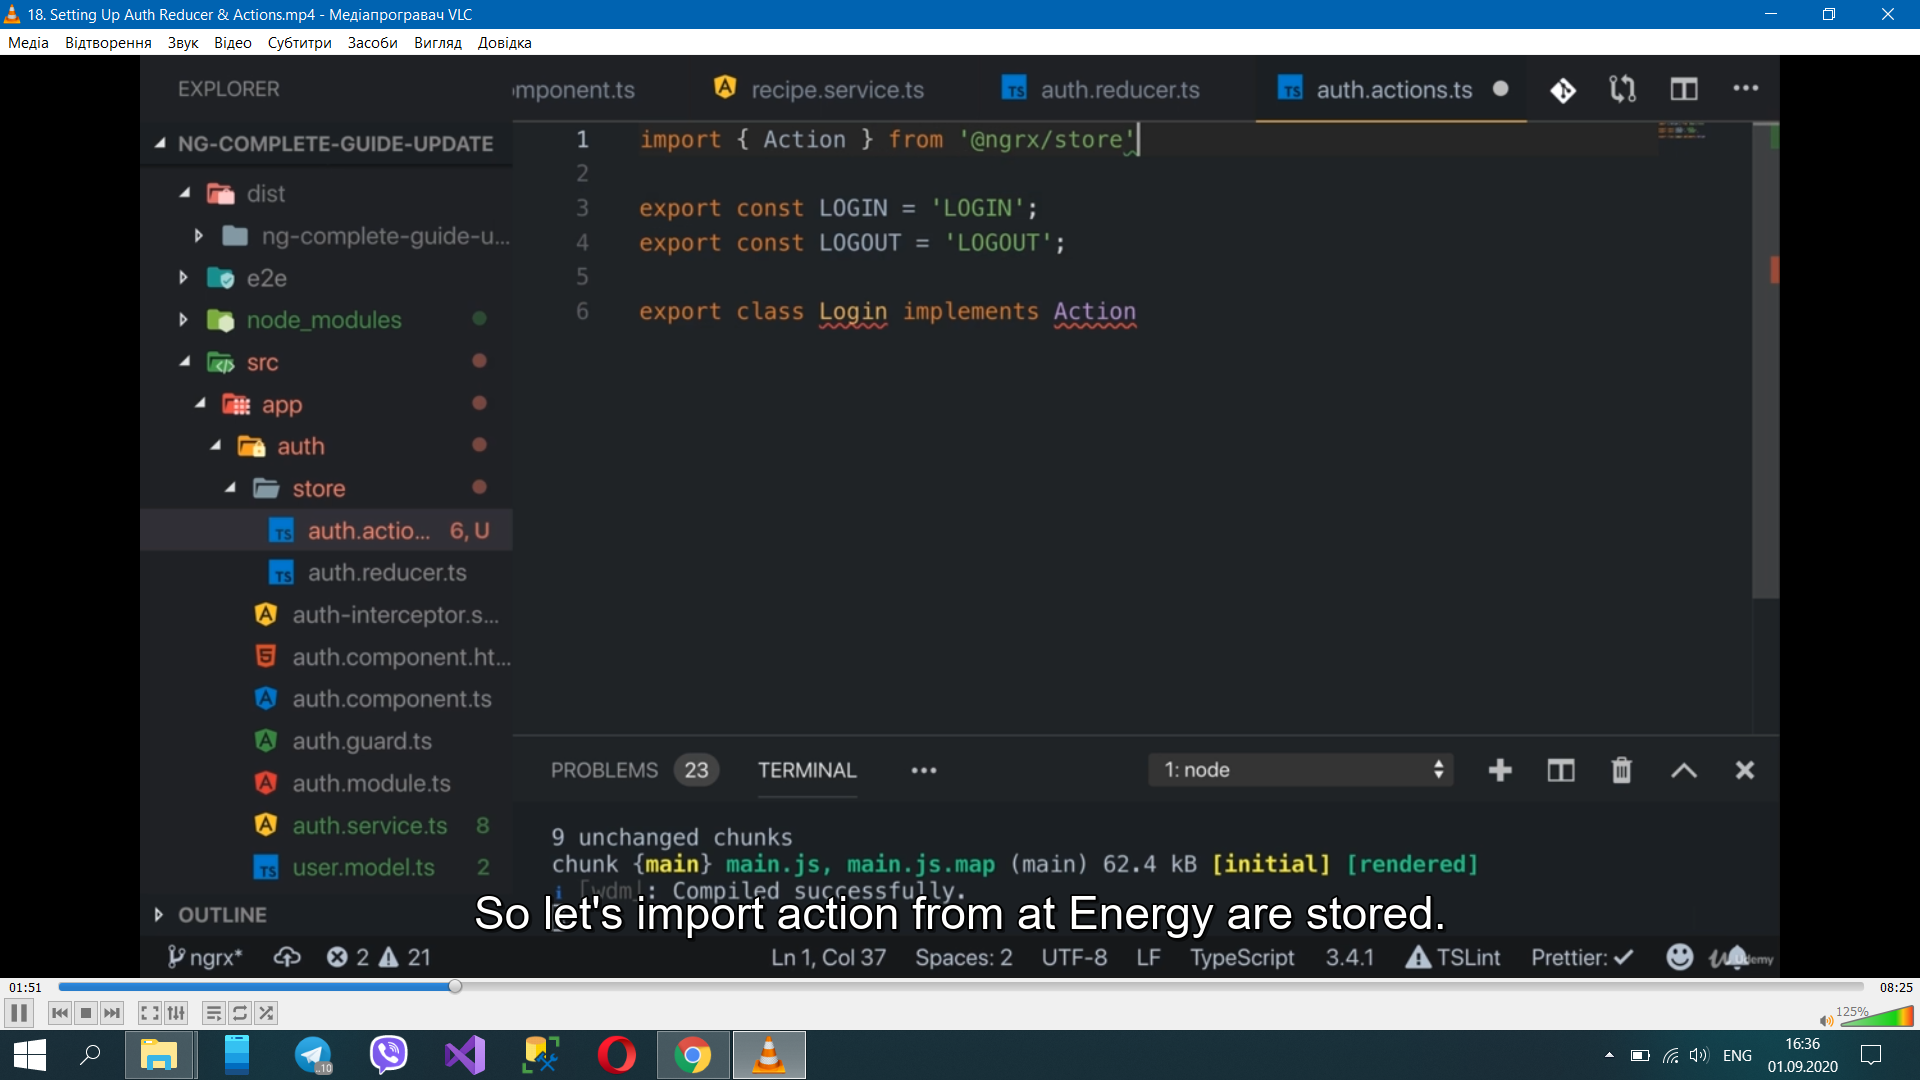 18. Setting Up Auth Reducer & Actions.mp4 - Медіапрогравач VLC
Медіа Відтворення Звук Відео Субтитри Засоби Вигляд Довідка
EXPLORER
omponent.ts recipe.service.ts auth.reducer.ts auth.actions.ts
NG-COMPLETE-GUIDE-UPDATE
dist
ng-complete-guide-u...
e2e
node_modules
src
app
auth
store
auth.actio... 6, U
auth.reducer.ts
auth-interceptor.s...
auth.component.ht...
auth.component.ts
auth.guard.ts
auth.module.ts
auth.service.ts 8
user.model.ts 2
OUTLINE
1 import { Action } from '@ngrx/store'
2
3 export const LOGIN = 'LOGIN';
4 export const LOGOUT = 'LOGOUT';
5
6 export class Login implements Action
PROBLEMS 23 TERMINAL 1: node
9 unchanged chunks
chunk {main} main.js, main.js.map (main) 62.4 kB [initial] [rendered]
i [wdm]: Compiled successfully.
So let's import action from at Energy are stored.
ngrx* 2 21 Ln 1, Col 37 Spaces: 2 UTF-8 LF TypeScript 3.4.1 TSLint Prettier: Udemy
01:51 08:25
125%
..10
ENG
16:36
01.09.2020